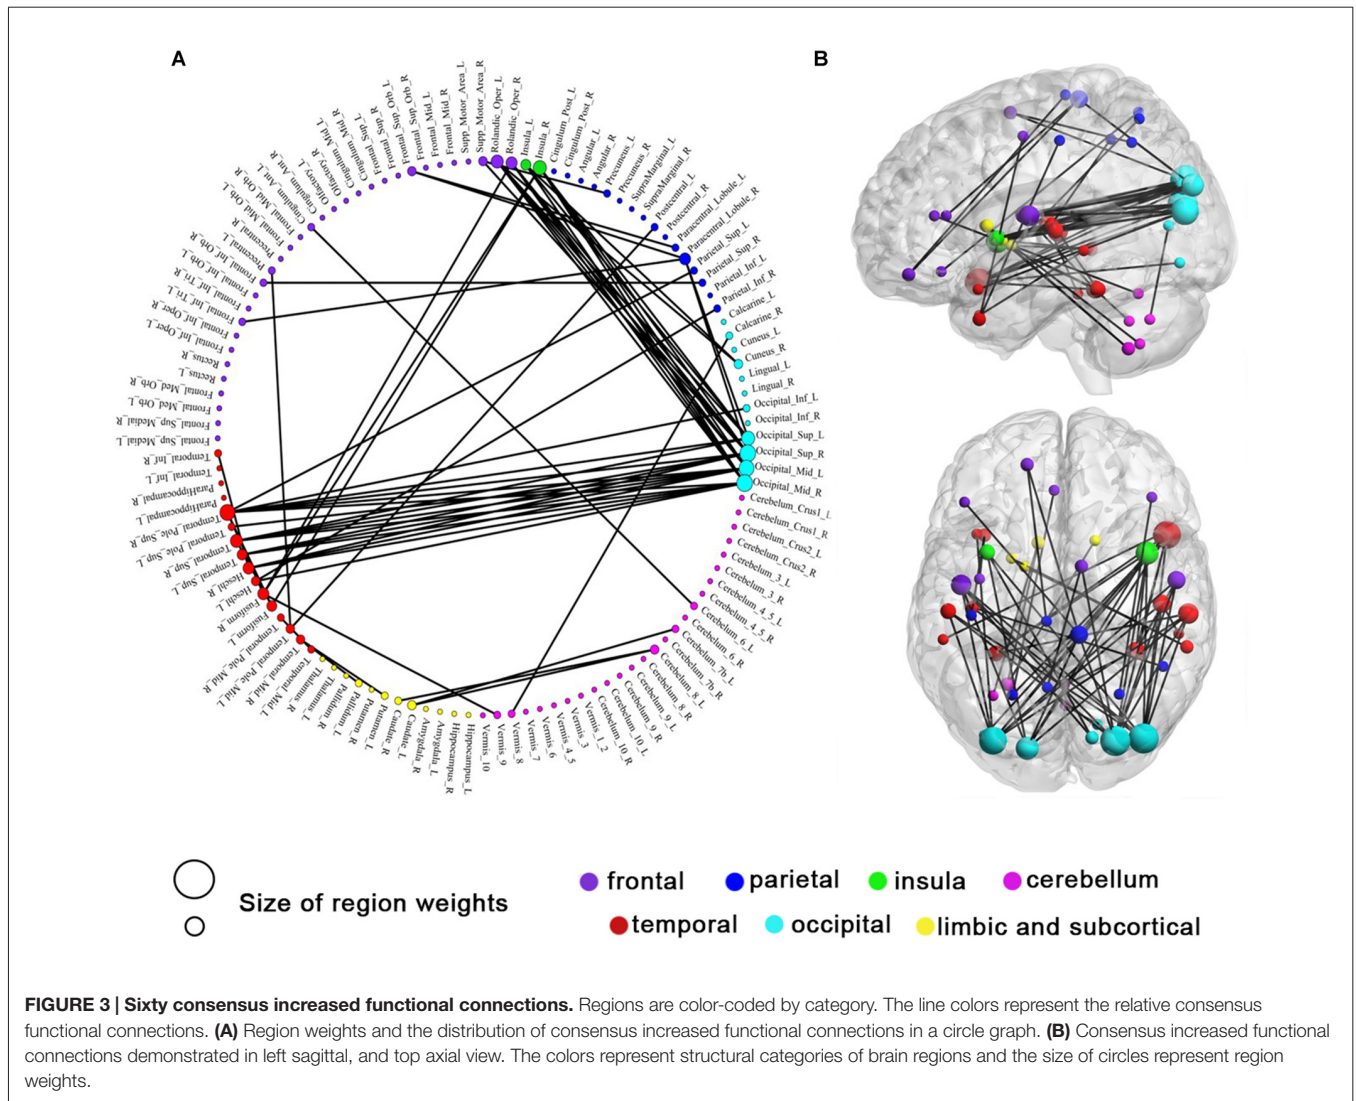 A
B
Supp_Motor_Area_L
Supp_Motor_Area_R
Rolandic_Oper_L
Rolandic_Oper_R
Insula_L
Insula_R
Cingulum_Post_L
Cingulum_Post_R
Angular_L
Angular_R
Precuneus_L
Precuneus_R
SupraMarginal_L
SupraMarginal_R
Postcentral_L
Postcentral_R
Paracentral_Lobule_L
Paracentral_Lobule_R
Parietal_Sup_L
Parietal_Sup_R
Parietal_Inf_L
Parietal_Inf_R
Calcarine_L
Calcarine_R
Cuneus_L
Cuneus_R
Lingual_L
Lingual_R
Occipital_Inf_L
Occipital_Inf_R
Occipital_Sup_L
Occipital_Sup_R
Occipital_Mid_L
Occipital_Mid_R
Cerebelum_Crus1_L
Cerebelum_Crus1_R
Cerebelum_Crus2_L
Cerebelum_Crus2_R
Cerebelum_3_L
Cerebelum_3_R
Cerebelum_4_5_L
Cerebelum_4_5_R
Cerebelum_6_L
Cerebelum_6_R
Cerebelum_7b_L
Cerebelum_7b_R
Cerebelum_8_L
Cerebelum_8_R
Cerebelum_9_L
Cerebelum_9_R
Cerebelum_10_L
Cerebelum_10_R
Vermis_1_2
Vermis_3
Vermis_4_5
Vermis_6
Vermis_7
Vermis_8
Vermis_9
Vermis_10
Hippocampus_L
Hippocampus_R
Amygdala_L
Amygdala_R
Caudate_L
Caudate_R
Putamen_L
Putamen_R
Pallidum_L
Pallidum_R
Thalamus_L
Thalamus_R
Temporal_Mid_L
Temporal_Mid_R
Temporal_Pole_Mid_L
Temporal_Pole_Mid_R
Fusiform_L
Fusiform_R
Heschl_L
Heschl_R
Temporal_Sup_L
Temporal_Sup_R
Temporal_Pole_Sup_L
Temporal_Pole_Sup_R
ParaHippocampal_L
ParaHippocampal_R
Temporal_Inf_L
Temporal_Inf_R
Frontal_Sup_Medial_L
Frontal_Sup_Medial_R
Frontal_Med_Orb_L
Frontal_Med_Orb_R
Rectus_L
Rectus_R
Frontal_Inf_Oper_L
Frontal_Inf_Oper_R
Frontal_Inf_Tri_L
Frontal_Inf_Tri_R
Frontal_Inf_Orb_L
Frontal_Inf_Orb_R
Precentral_L
Precentral_R
Frontal_Mid_Orb_L
Frontal_Mid_Orb_R
Cingulum_Ant_L
Cingulum_Ant_R
Olfactory_R
Cingulum_Mid_L
Cingulum_Mid_R
Frontal_Sup_L
Frontal_Sup_R
Frontal_Sup_Orb_L
Frontal_Sup_Orb_R
Frontal_Mid_L
Frontal_Mid_R
Size of region weights
frontal parietal insula cerebellum
temporal occipital limbic and subcortical
FIGURE 3 | Sixty consensus increased functional connections. Regions are color-coded by category. The line colors represent the relative consensus
functional connections. (A) Region weights and the distribution of consensus increased functional connections in a circle graph. (B) Consensus increased functional
connections demonstrated in left sagittal, and top axial view. The colors represent structural categories of brain regions and the size of circles represent region
weights.